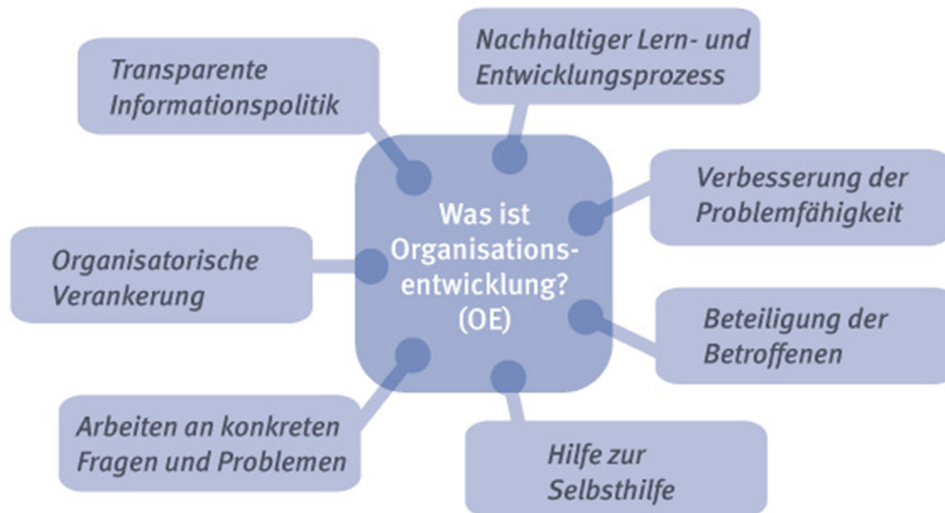 Transparente
Informationspolitik
Nachhaltiger Lern- und
Entwicklungsprozess
Verbesserung der
Problemfähigkeit
Was ist
Organisations-
entwicklung?
(OE)
Organisatorische
Verankerung
Beteiligung der
Betroffenen
Arbeiten an konkreten
Fragen und Problemen
Hilfe zur
Selbsthilfe